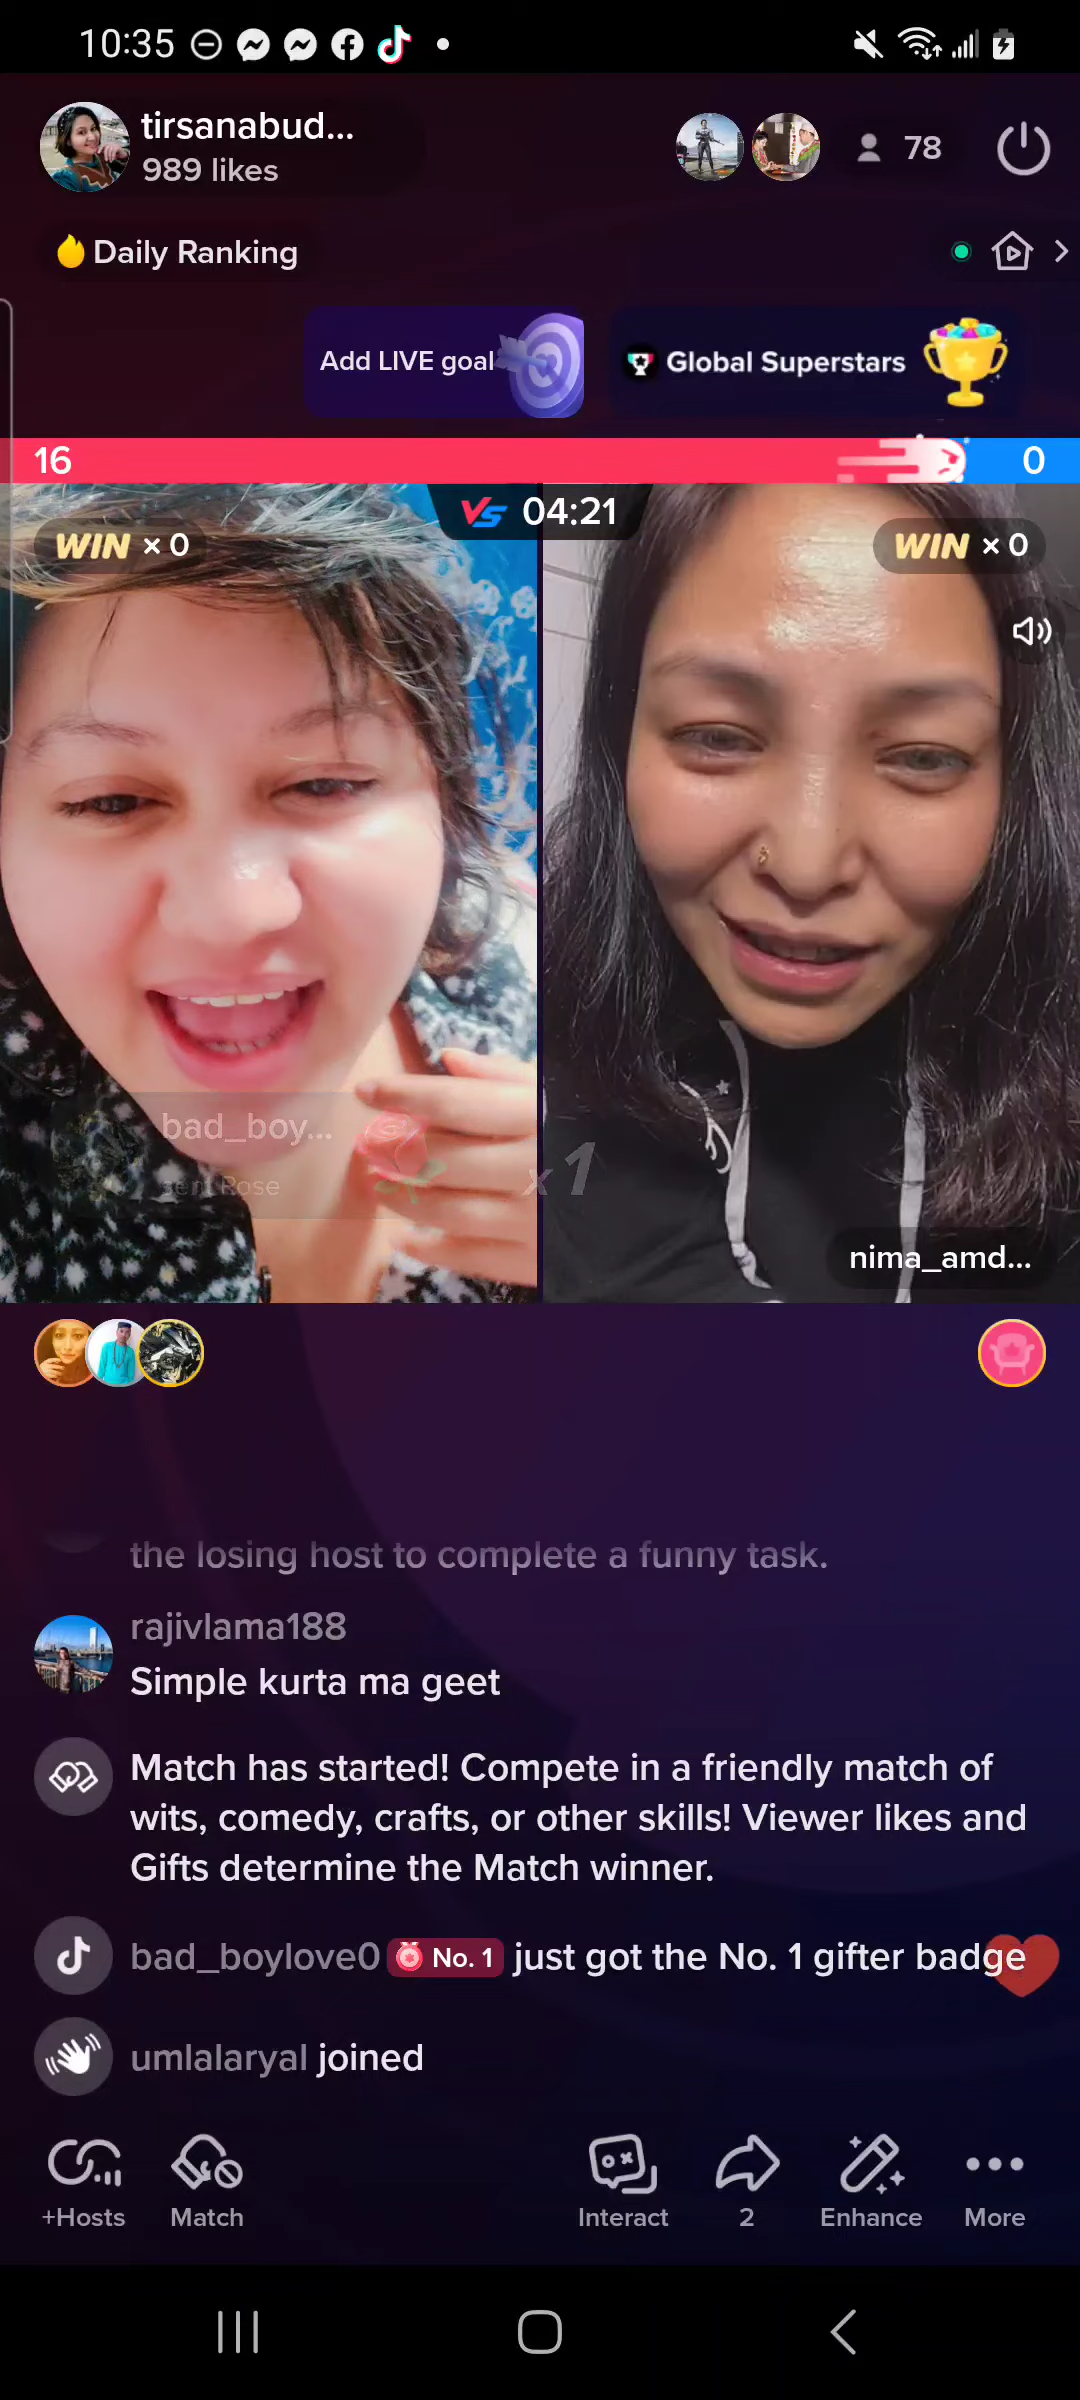 10:35
tirsanabud...
989 likes
78
Daily Ranking
Add LIVE goal
Global Superstars
16
0
VS 04:21
WIN × 0
WIN × 0
bad_boy...
sent Rose
x1
nima_amd...
the losing host to complete a funny task.
rajivlama188
Simple kurta ma geet
Match has started! Compete in a friendly match of
wits, comedy, crafts, or other skills! Viewer likes and
Gifts determine the Match winner.
bad_boylove0 No. 1 just got the No. 1 gifter badge
umlalaryal joined
+Hosts
Match
Interact
2
Enhance
More